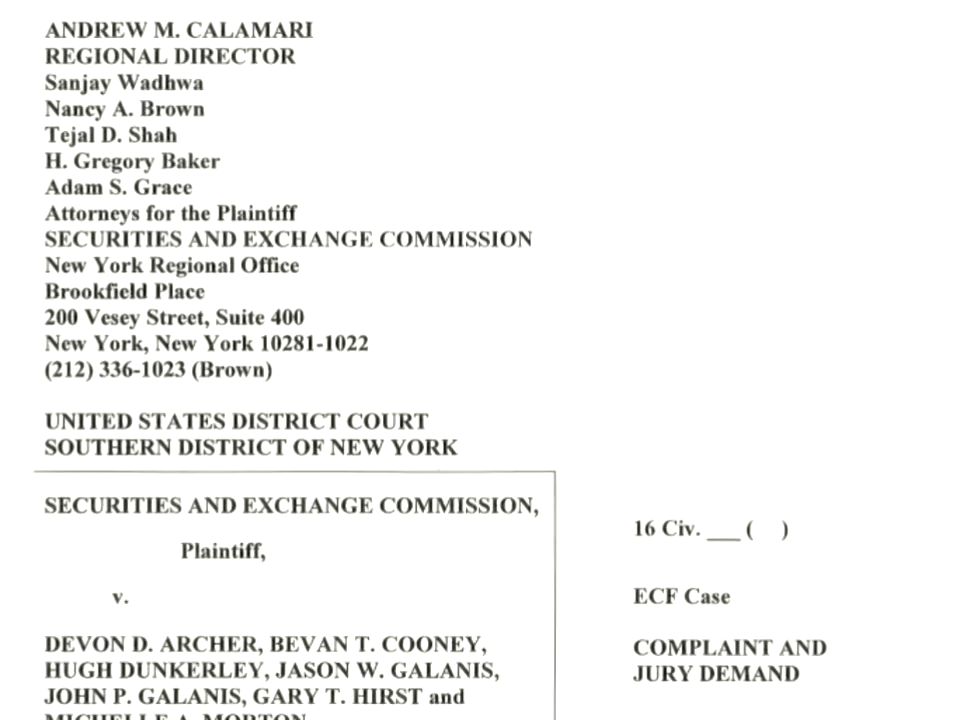 ANDREW M. CALAMARI
REGIONAL DIRECTOR
Sanjay Wadhwa
Nancy A. Brown
Tejal D. Shah
H. Gregory Baker
Adam S. Grace
Attorneys for the Plaintiff
SECURITIES AND EXCHANGE COMMISSION
New York Regional Office
Brookfield Place
200 Vesey Street, Suite 400
New York, New York 10281-1022
(212) 336-1023 (Brown)
UNITED STATES DISTRICT COURT
SOUTHERN DISTRICT OF NEW YORK
SECURITIES AND EXCHANGE COMMISSION,
Plaintiff,
v.
DEVON D. ARCHER, BEVAN T. COONEY,
HUGH DUNKERLEY, JASON W. GALANIS,
JOHN P. GALANIS, GARY T. HIRST and
MICHELLE A. MORTON
16 Civ. ___ ( )
ECF Case
COMPLAINT AND
JURY DEMAND